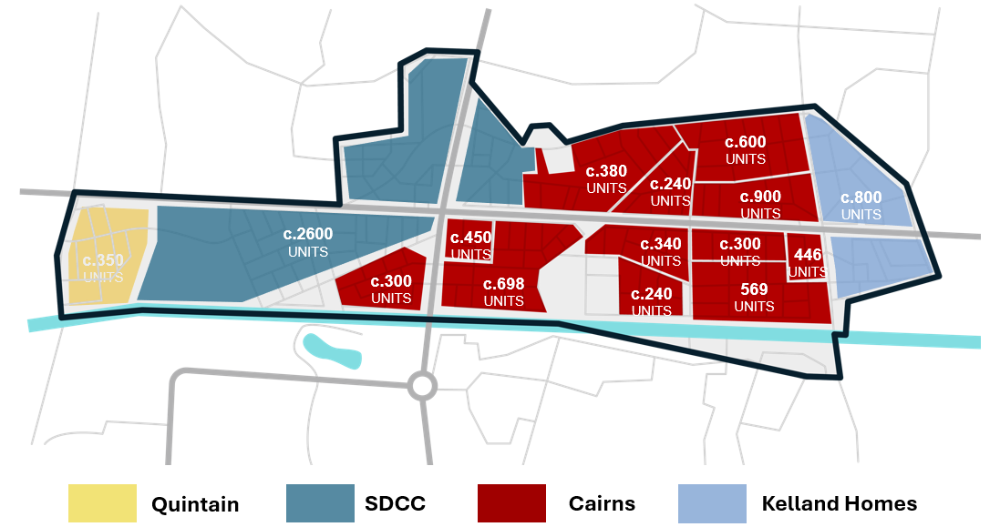 c.600
UNITS
c.380
UNITS
c.240
UNITS
c.900
UNITS
c.800
UNITS
c.2600
UNITS
c.450
UNITS
c.340
UNITS
c.300
UNITS
446
UNITS
c.350
UNITS
c.300
UNITS
c.698
UNITS
c.240
UNITS
569
UNITS
Quintain
SDCC
Cairns
Kelland Homes